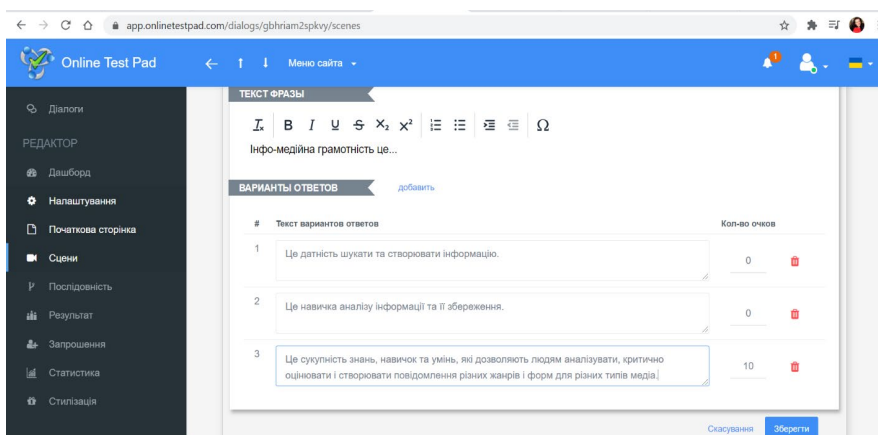 app.onlinetestpad.com/dialogs/gbhriam2spkvy/scenes
Online Test Pad
Меню сайта
1
Діалоги
РЕДАКТОР
Дашборд
Налаштування
Початкова сторінка
Сцени
Послідовність
Результат
Запрошення
Статистика
Стилізація
ТЕКСТ ФРАЗЫ
I× B I U S X₂ X² Ω
Інфо-медійна грамотність це...
ВАРИАНТЫ ОТВЕТОВ добавить
# Текст вариантов ответов Кол-во очков
1 Це датність шукати та створювати інформацію. 0
2 Це навичка аналізу інформації та її збереження. 0
3 Це сукупність знань, навичок та умінь, які дозволяють людям аналізувати, критично
оцінювати і створювати повідомлення різних жанрів і форм для різних типів медіа. 10
Скасування Зберегти